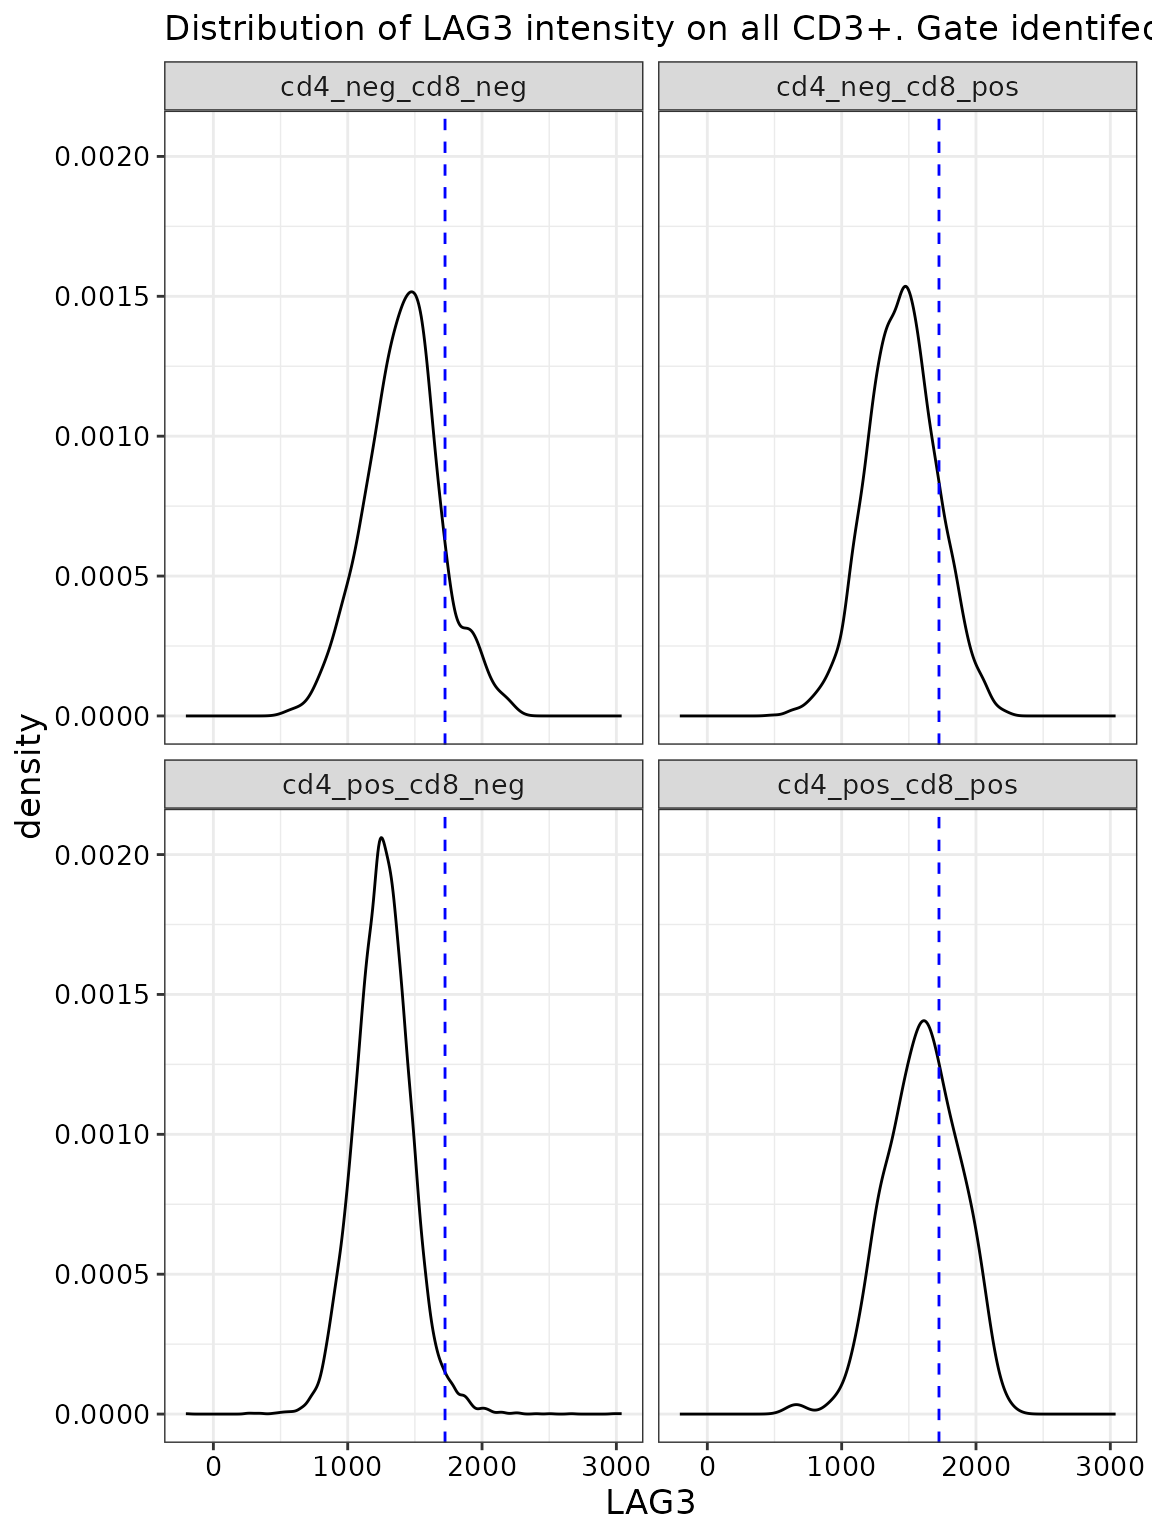 Distribution of LAG3 intensity on all CD3+. Gate identifec
cd4_neg_cd8_neg
cd4_neg_cd8_pos
0.0020
0.0015
0.0010
0.0005
0.0000
density
cd4_pos_cd8_neg
cd4_pos_cd8_pos
0.0020
0.0015
0.0010
0.0005
0.0000
0 1000 2000 3000
0 1000 2000 3000
LAG3